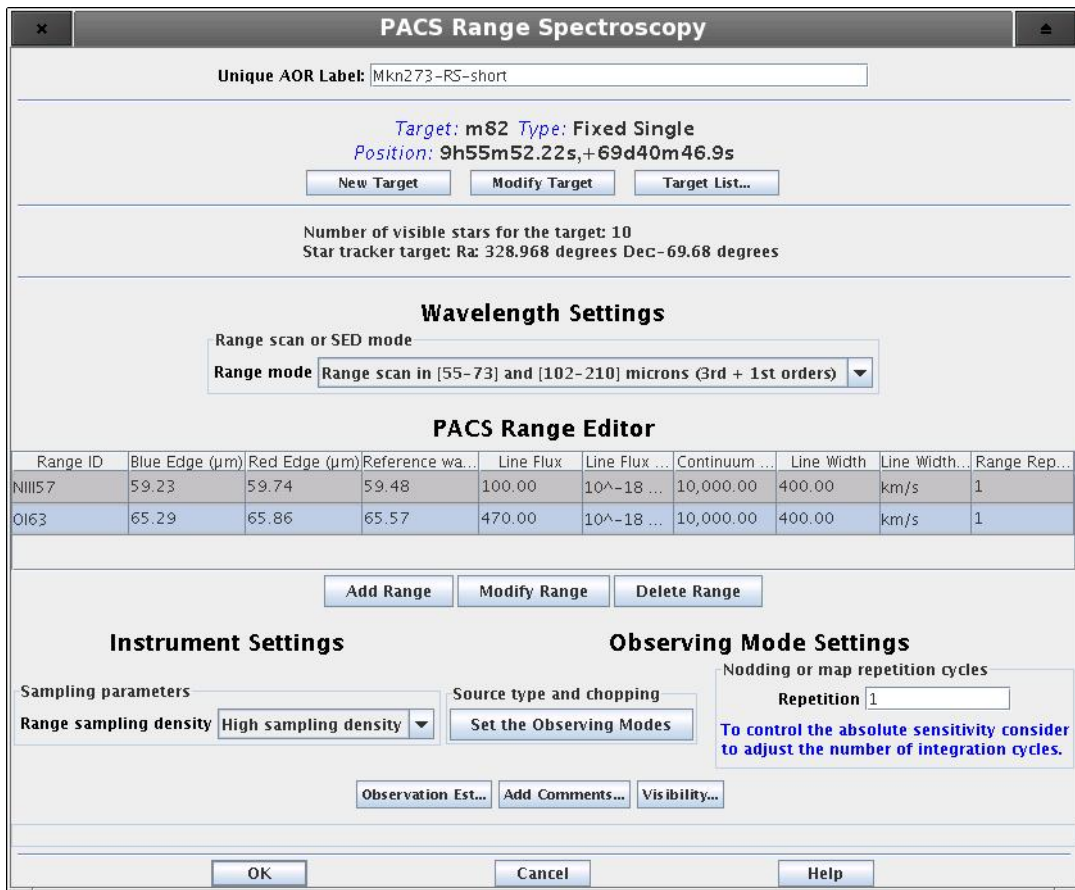 PACS Range Spectroscopy
Unique AOR Label: Mkn273-RS-short
Target: m82 Type: Fixed Single
Position: 9h55m52.22s,+69d40m46.9s
New Target Modify Target Target List...
Number of visible stars for the target: 10
Star tracker target: Ra: 328.968 degrees Dec:-69.68 degrees
Wavelength Settings
Range scan or SED mode
Range mode Range scan in [55-73] and [102-210] microns (3rd + 1st orders)
PACS Range Editor
Range ID Blue Edge (µm) Red Edge (µm) Reference wa... Line Flux Line Flux ... Continuum ... Line Width Line Width... Range Rep...
NIII57 59.23 59.74 59.48 100.00 10^-18 ... 10,000.00 400.00 km/s 1
OI63 65.29 65.86 65.57 470.00 10^-18 ... 10,000.00 400.00 km/s 1
Add Range Modify Range Delete Range
Instrument Settings
Observing Mode Settings
Sampling parameters
Range sampling density High sampling density
Source type and chopping
Set the Observing Modes
Nodding or map repetition cycles
Repetition 1
To control the absolute sensitivity consider
to adjust the number of integration cycles.
Observation Est... Add Comments... Visibility...
OK Cancel Help